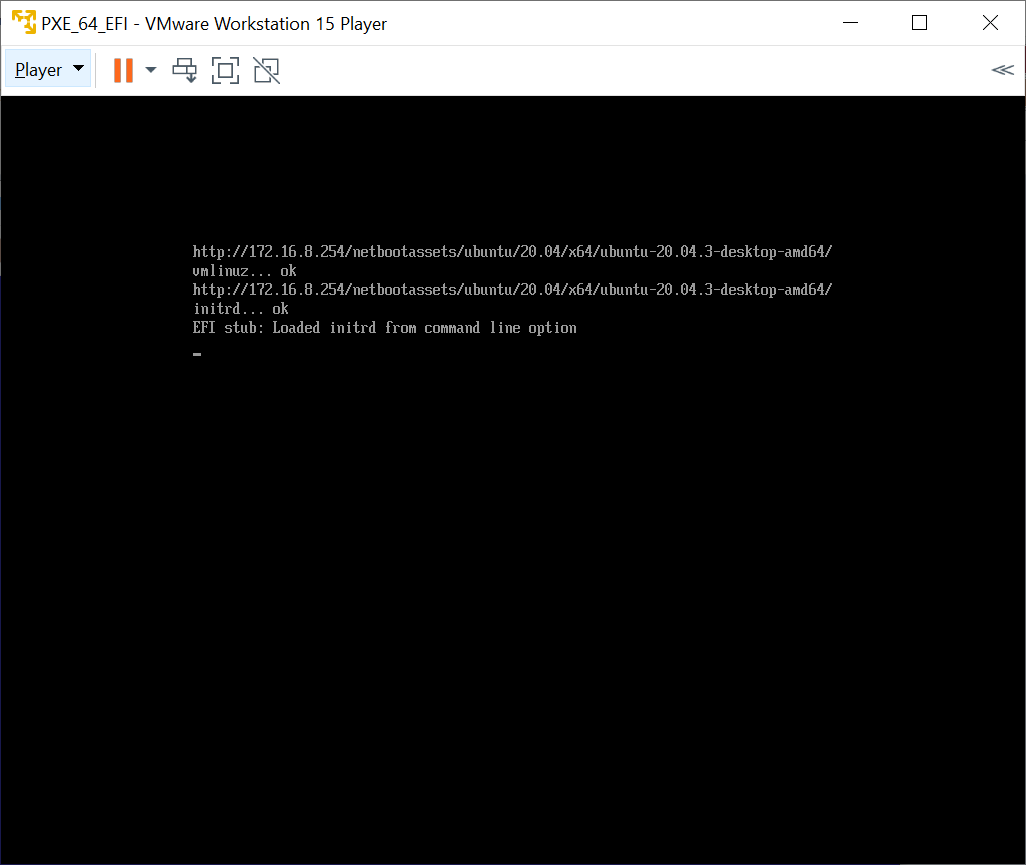 PXE_64_EFI - VMware Workstation 15 Player
Player
http://172.16.8.254/netbootassets/ubuntu/20.04/x64/ubuntu-20.04.3-desktop-amd64/
vmlinuz... ok
http://172.16.8.254/netbootassets/ubuntu/20.04/x64/ubuntu-20.04.3-desktop-amd64/
initrd... ok
EFI stub: Loaded initrd from command line option